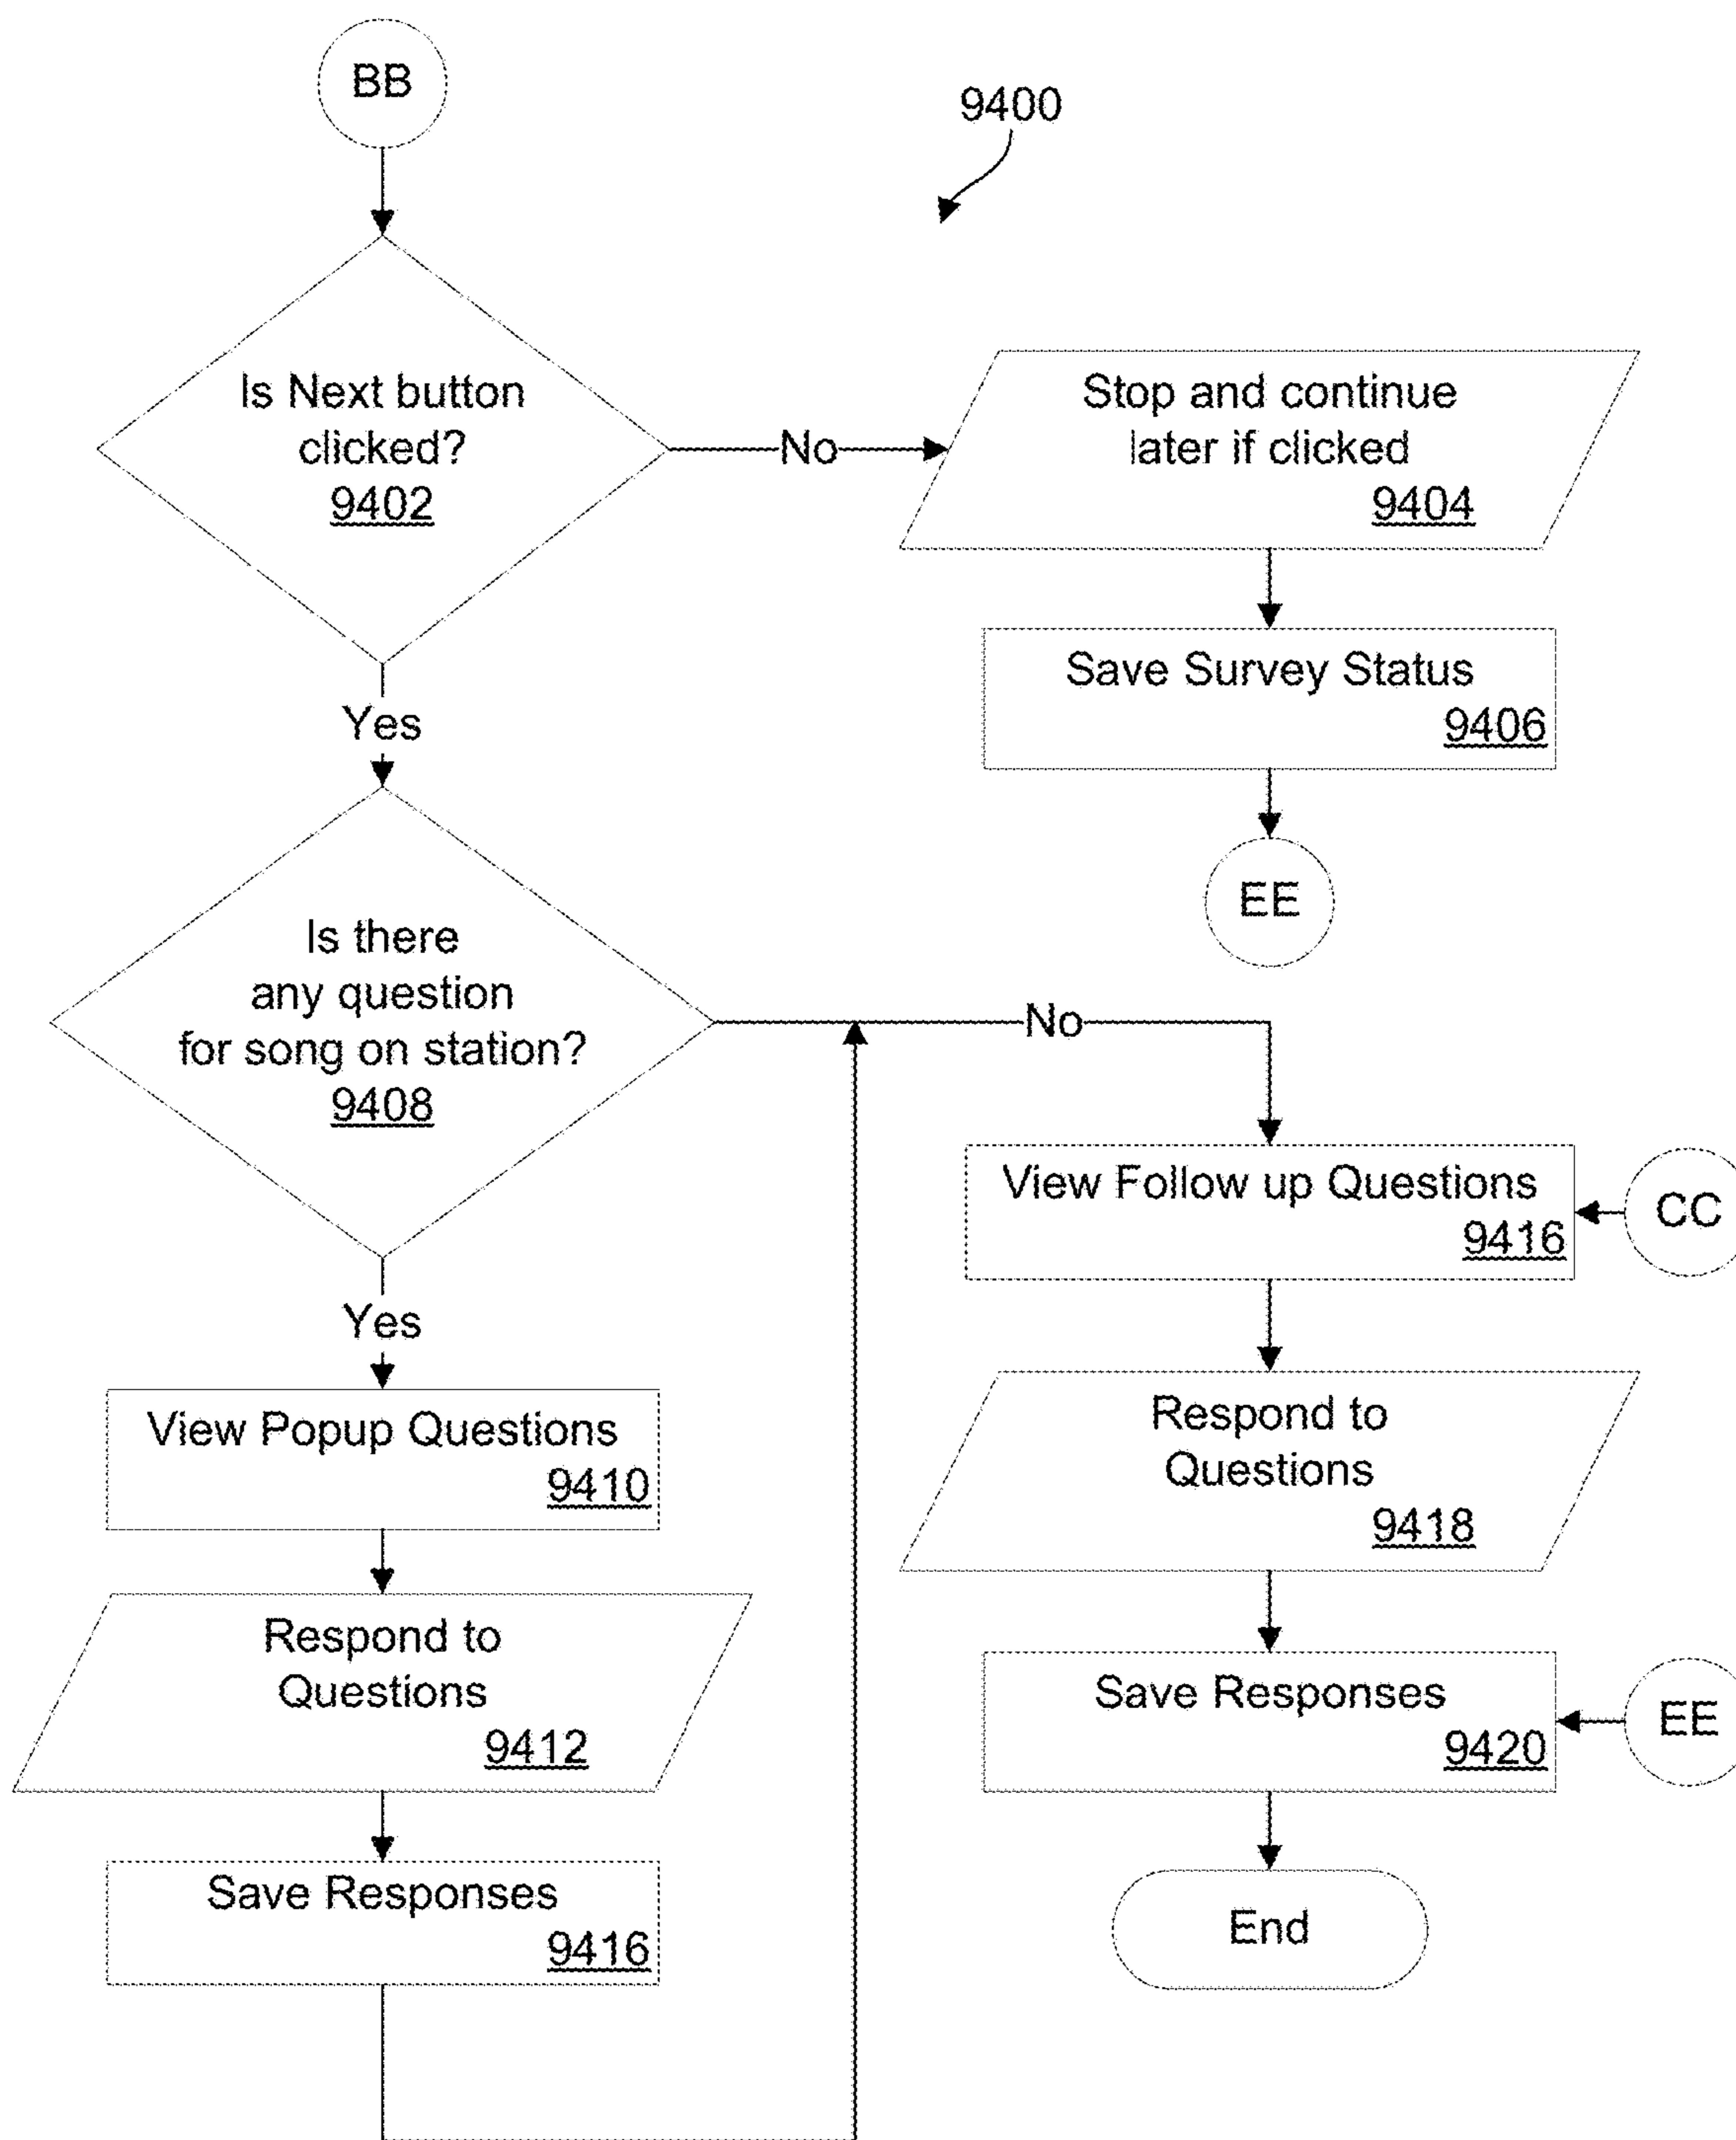 BB
9400
Is Next button
clicked?
9402
No
Stop and continue
later if clicked
9404
Save Survey Status
9406
EE
Yes
Is there
any question
for song on station?
9408
No
View Follow up Questions
9416
CC
Yes
View Popup Questions
9410
Respond to
Questions
9418
Respond to
Questions
9412
Save Responses
9420
EE
Save Responses
9416
End